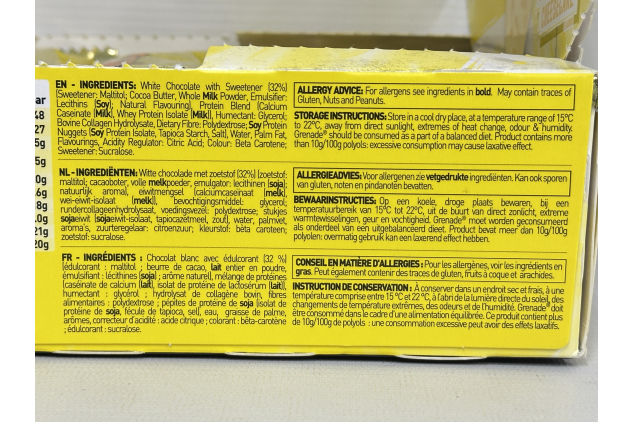 EN - INGREDIENTS: White Chocolate with Sweetener (32%)
(Sweetener: Maltitol; Cocoa Butter, Whole Milk Powder, Emulsifier:
Lecithins (Soy); Natural Flavouring), Protein Blend (Calcium
Caseinate (Milk), Whey Protein Isolate (Milk)), Humectant: Glycerol;
Bovine Collagen Hydrolysate, Dietary Fibre: Polydextrose; Soy Protein
Nuggets (Soy Protein Isolate, Tapioca Starch, Salt), Water, Palm Fat,
Flavourings, Acidity Regulator: Citric Acid; Colour: Beta Carotene;
Sweetener: Sucralose.
ALLERGY ADVICE: For allergens see ingredients in bold. May contain traces of
Gluten, Nuts and Peanuts.
STORAGE INSTRUCTIONS: Store in a cool dry place, at a temperature range of 15°C
to 22°C, away from direct sunlight, extremes of heat change, odour & humidity.
Grenade® should be consumed as a part of a balanced diet. Product contains more
than 10g/100g polyols: excessive consumption may cause laxative effect.
NL - INGREDIËNTEN: Witte chocolade met zoetstof (32%) (zoetstof:
maltitol; cacaoboter, volle melkpoeder, emulgator: lecithinen (soja);
natuurlijk aroma), eiwitmengsel (calciumcaseinaat (melk),
wei-eiwit-isolaat (melk)), bevochtigingsmiddel: glycerol;
rundercollageenhydrolysaat, voedingsvezel: polydextrose; stukjes
sojaeiwit (sojaeiwit-isolaat, tapiocazetmeel, zout), water, palmvet,
aroma's, zuurteregelaar: citroenzuur; kleurstof: bèta caroteen;
zoetstof: sucralose.
ALLERGIEADVIES: Voor allergenen zie vetgedrukte ingrediënten. Kan ook sporen
van gluten, noten en pindanoten bevatten.
BEWAARINSTRUCTIES: Op een koele, droge plaats bewaren, bij een
temperatuurbereik van 15°C tot 22°C, uit de buurt van direct zonlicht, extreme
warmtewisselingen, geur en vochtigheid. Grenade® moet worden geconsumeerd
als onderdeel van een uitgebalanceerd dieet. Product bevat meer dan 10g/100g
polyolen; overmatig gebruik kan een laxerend effect hebben.
FR - INGRÉDIENTS : Chocolat blanc avec édulcorant (32 %)
(édulcorant : maltitol ; beurre de cacao, lait entier en poudre,
émulsifiant : lécithines (soja) ; arôme naturel), mélange de protéines
(caséinate de calcium (lait), isolat de protéine de lactosérum (lait)),
humectant : glycérol ; hydrolysat de collagène bovin, fibres
alimentaires : polydextrose ; pépites de protéine de soja (isolat de
protéine de soja, fécule de tapioca, sel), eau, graisse de palme,
arômes, correcteur d'acidité : acide citrique ; colorant : bêta-carotène
; édulcorant : sucralose.
CONSEIL EN MATIÈRE D'ALLERGIES : Pour les allergènes, voir les ingrédients en
gras. Peut également contenir des traces de gluten, fruits à coque et arachides.
INSTRUCTION DE CONSERVATION : À conserver dans un endroit sec et frais, à une
température comprise entre 15 °C et 22 °C, à l'abri de la lumière directe du soleil, des
changements de température extrêmes, des odeurs et de l'humidité. Grenade® doit
être consommé dans le cadre d'une alimentation équilibrée. Ce produit contient plus
de 10g/100g de polyols : une consommation excessive peut avoir des effets laxatifs.
ar
48
27
5g
5g
0g
6g
8g
.0g
21g
20g